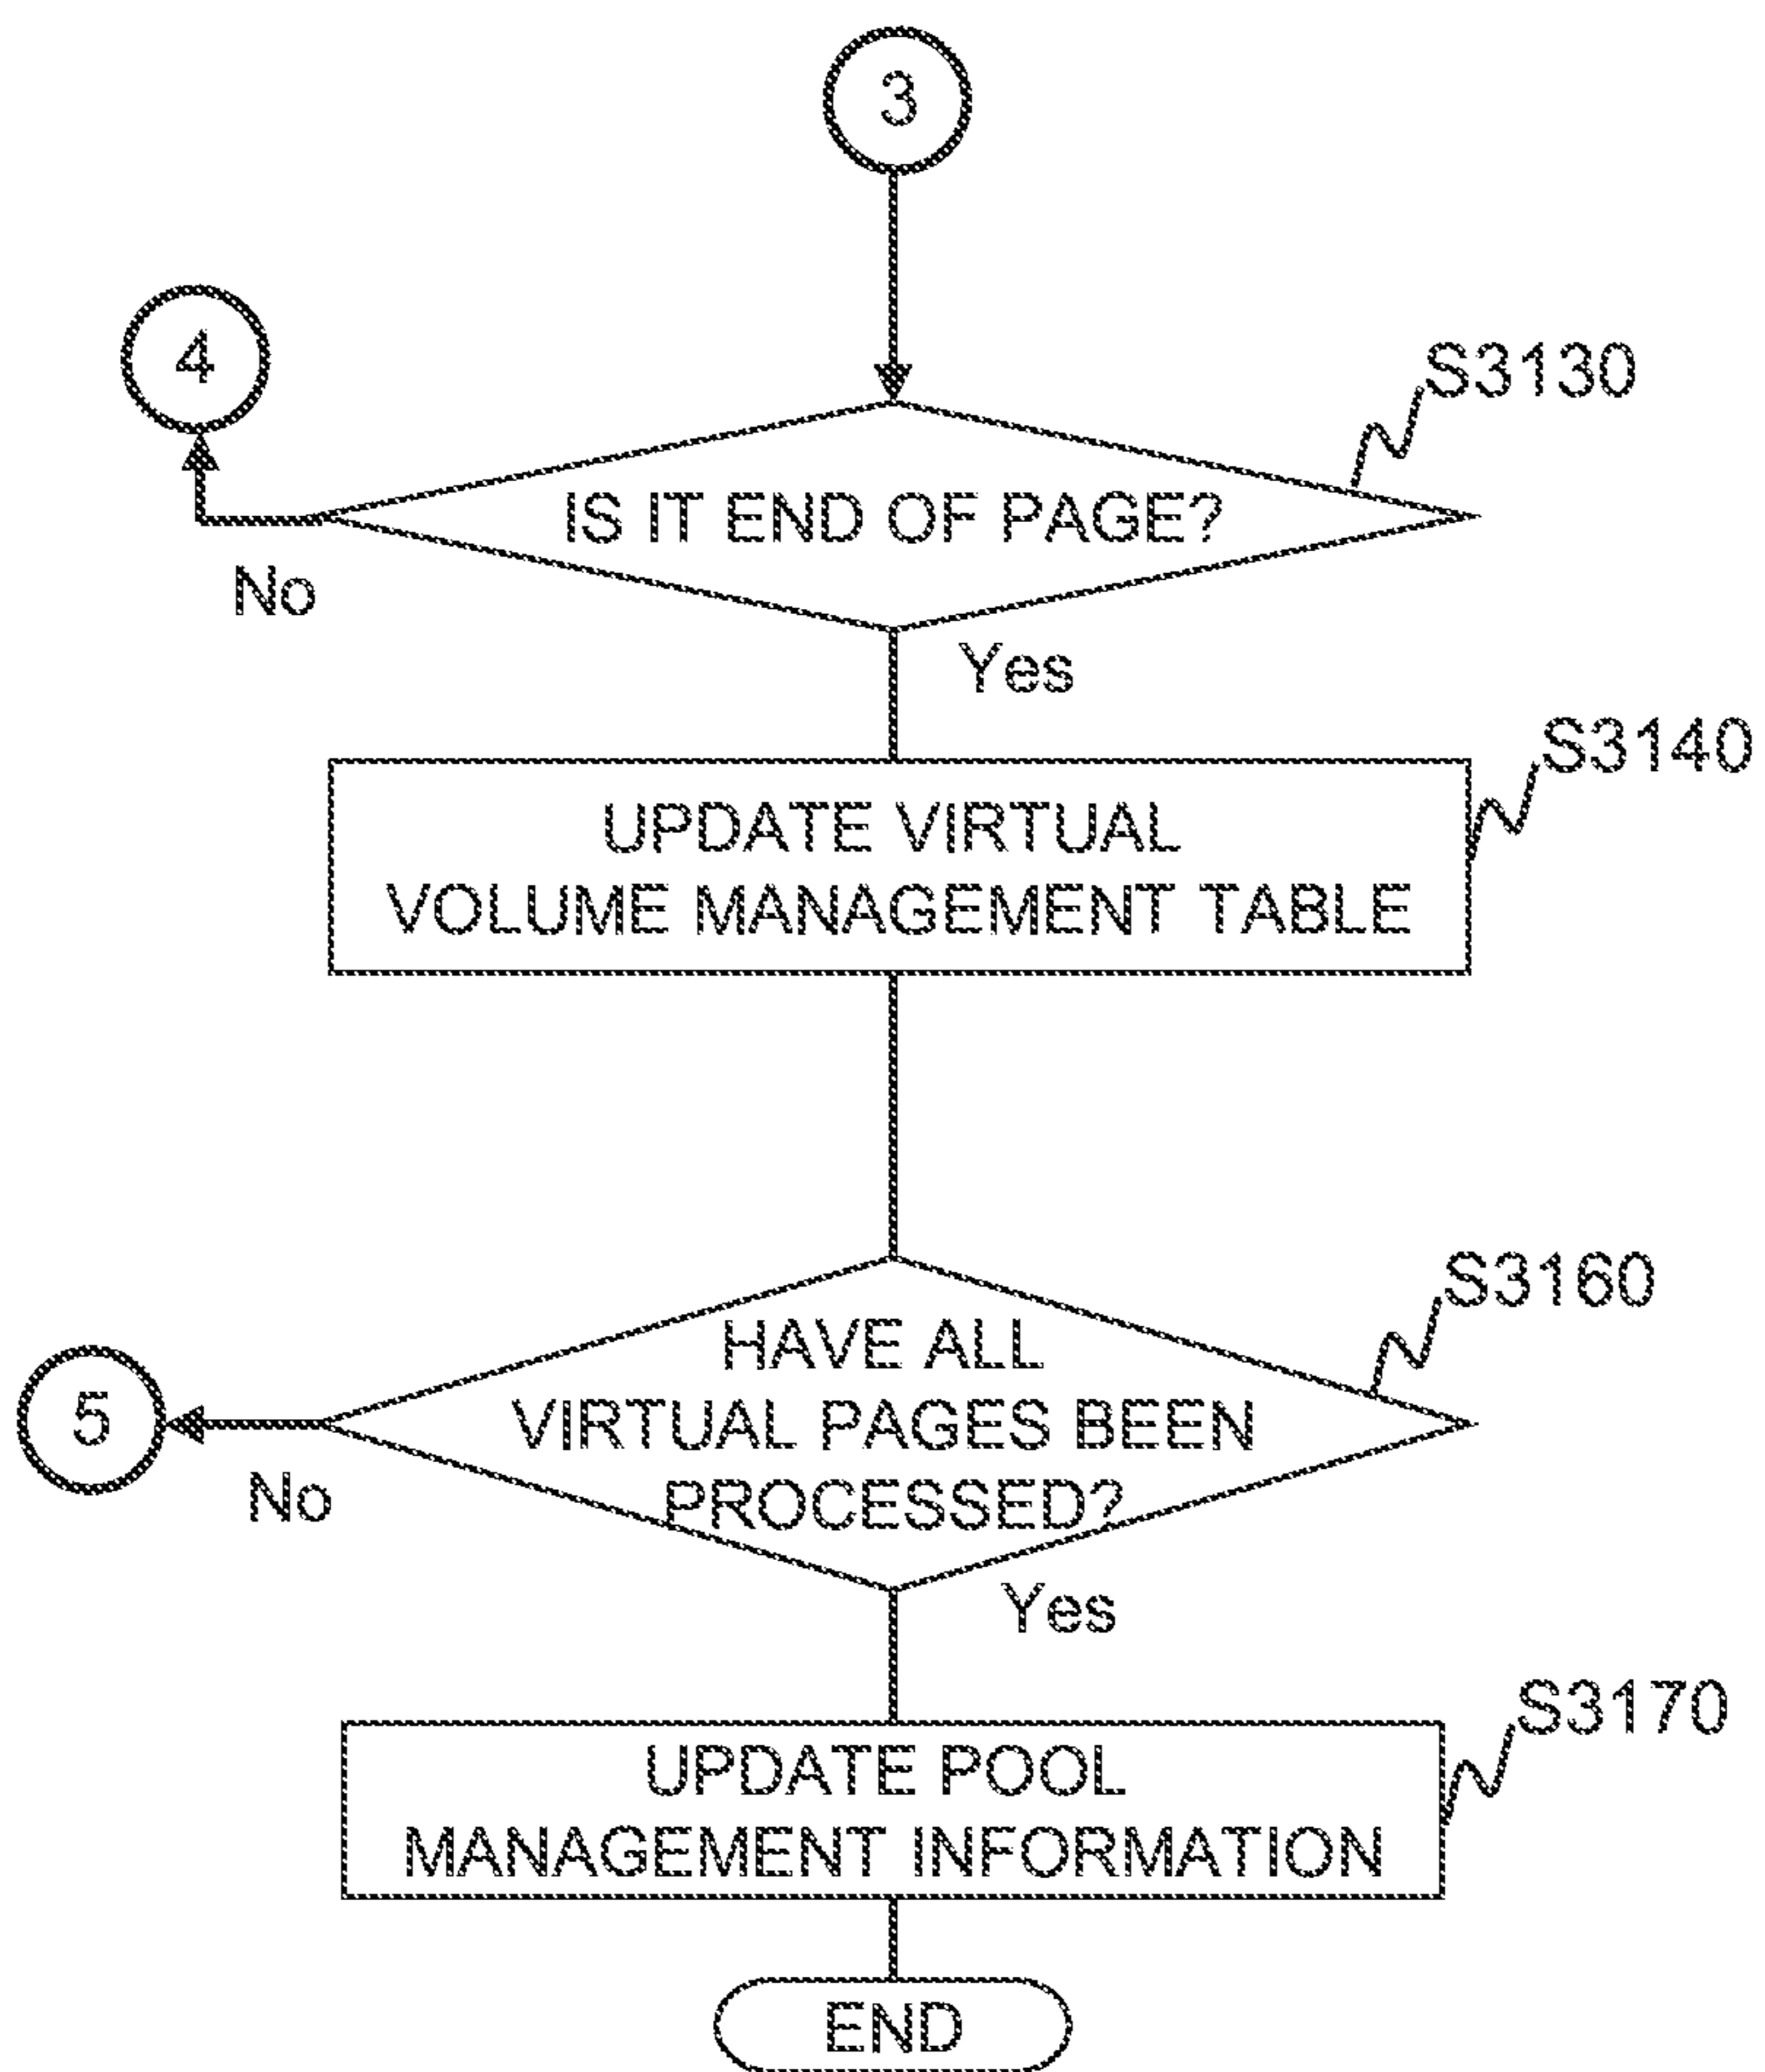 3
4
S3130
IS IT END OF PAGE?
No
Yes
S3140
UPDATE VIRTUAL
VOLUME MANAGEMENT TABLE
S3160
HAVE ALL
VIRTUAL PAGES BEEN
PROCESSED?
5
No
Yes
S3170
UPDATE POOL
MANAGEMENT INFORMATION
END